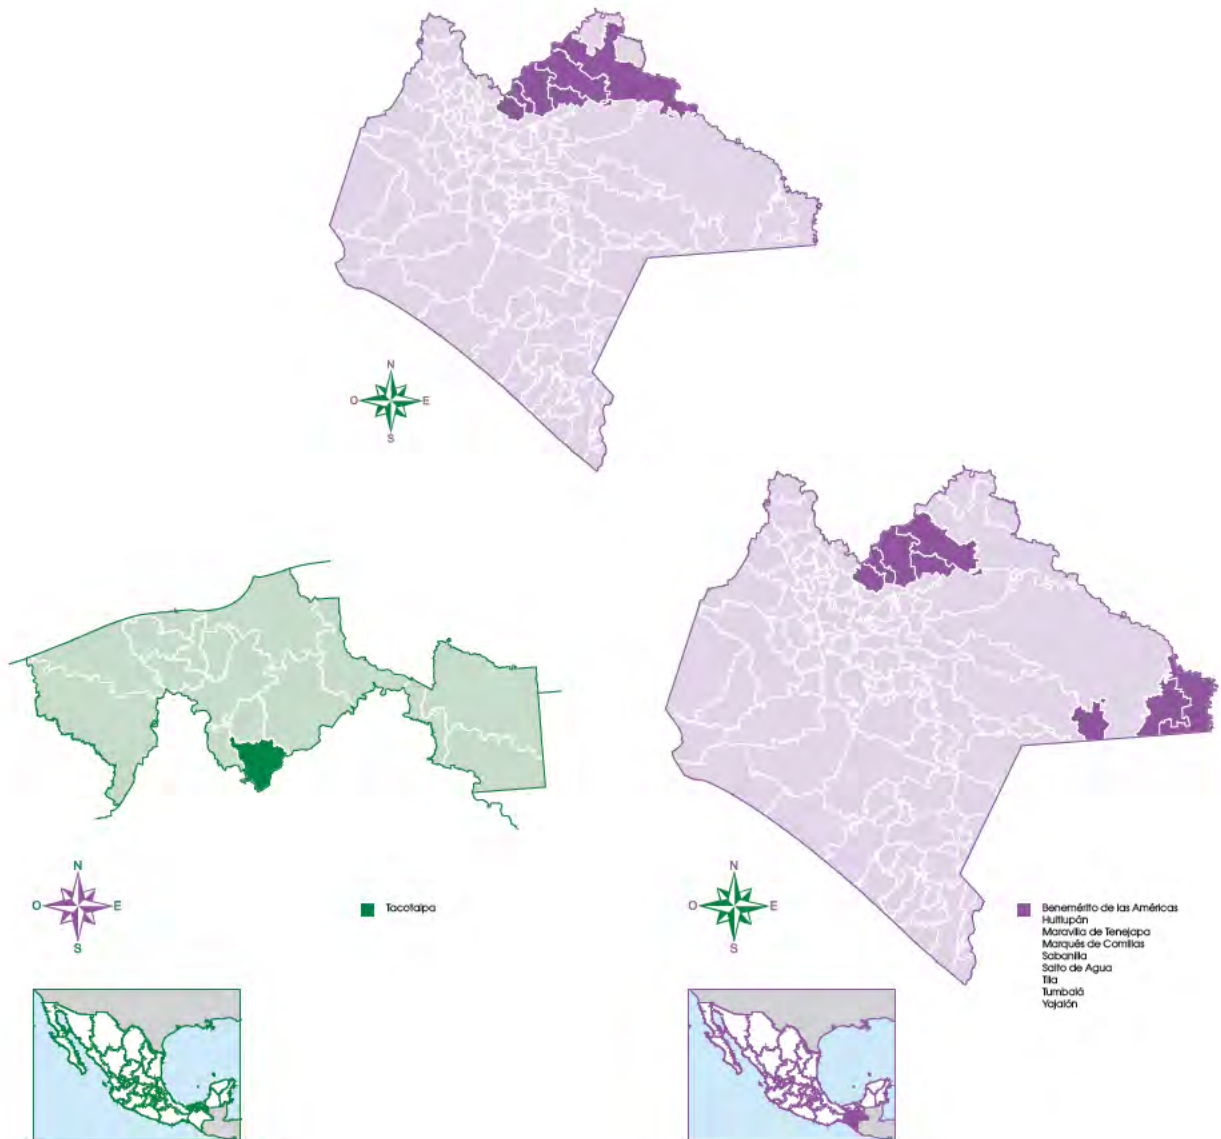 N
O E
S
N
O E
S
Tacotalpa
N
O E
S
Benemérito de las Américas
Huitiupán
Maravilla de Tenejapa
Marqués de Comillas
Sabanilla
Salto de Agua
Tila
Tumbalá
Yajalón